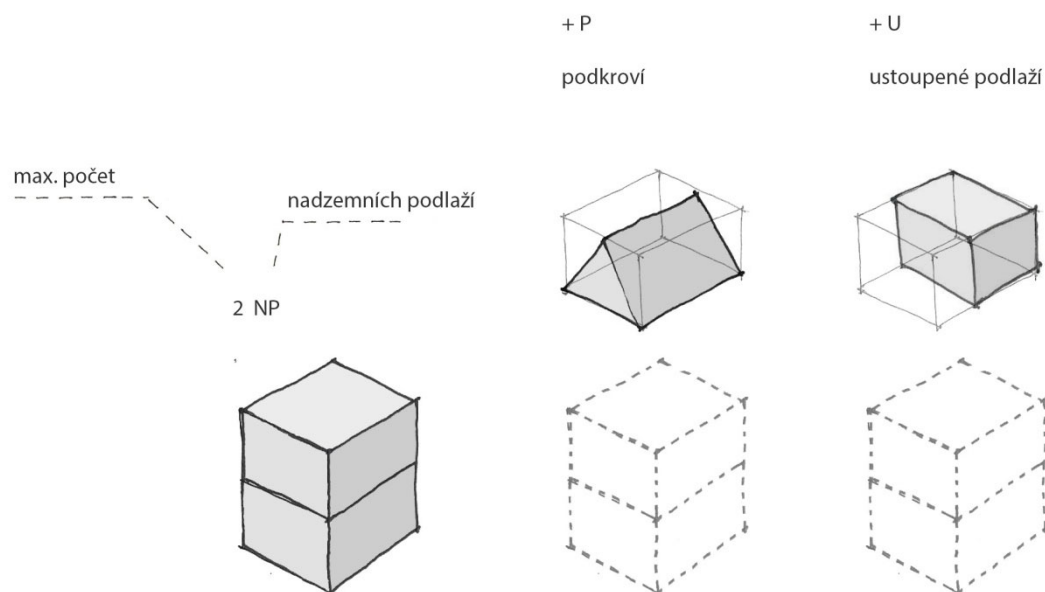 + P
+ U
podkroví
ustoupené podlaží
max. počet
nadzemních podlaží
2 NP